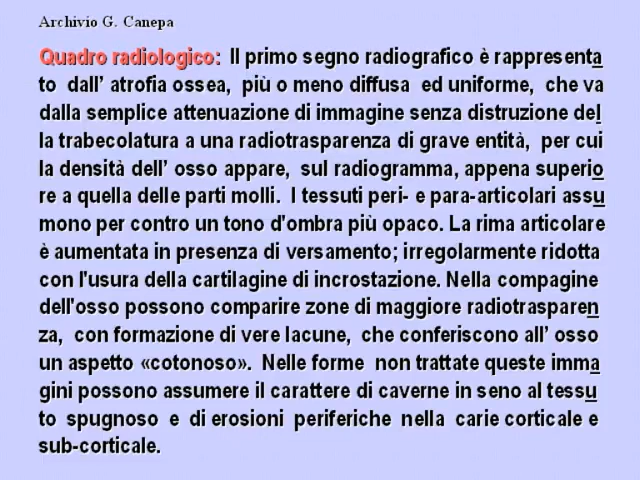 Archivio G. Canepa
Quadro radiologico: Il primo segno radiografico è rappresenta
to dall' atrofia ossea, più o meno diffusa ed uniforme, che va
dalla semplice attenuazione di immagine senza distruzione del
la trabecolatura a una radiotrasparenza di grave entità, per cui
la densità dell' osso appare, sul radiogramma, appena superio
re a quella delle parti molli. I tessuti peri- e para-articolari assu
mono per contro un tono d'ombra più opaco. La rima articolare
è aumentata in presenza di versamento; irregolarmente ridotta
con l'usura della cartilagine di incrostazione. Nella compagine
dell'osso possono comparire zone di maggiore radiotrasparen
za, con formazione di vere lacune, che conferiscono all' osso
un aspetto «cotonoso». Nelle forme non trattate queste imma
gini possono assumere il carattere di caverne in seno al tessu
to spugnoso e di erosioni periferiche nella carie corticale e
sub-corticale.